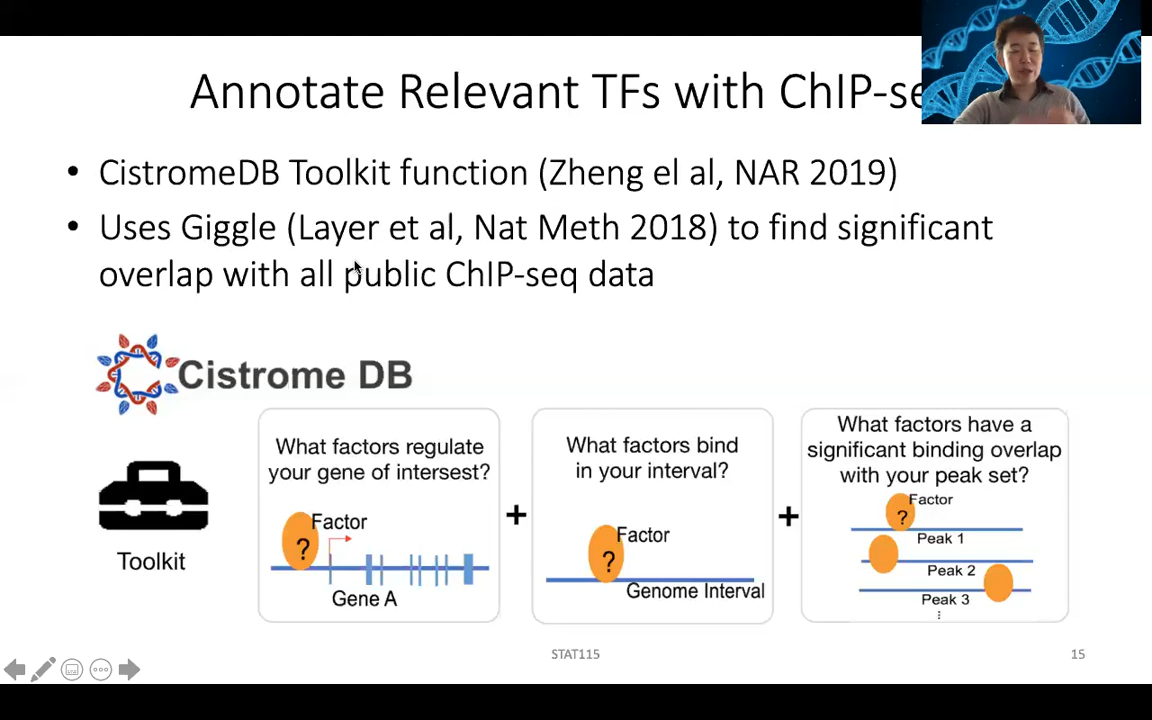 Annotate Relevant TFs with ChIP-se
• CistromeDB Toolkit function (Zheng el al, NAR 2019)
• Uses Giggle (Layer et al, Nat Meth 2018) to find significant
overlap with all public ChIP-seq data
Cistrome DB
Toolkit
What factors regulate
your gene of intersest?
Factor
?
Gene A
+
What factors bind
in your interval?
Factor
?
Genome Interval
+
What factors have a
significant binding overlap
with your peak set?
Factor
?
Peak 1
Peak 2
Peak 3
⋮
STAT115
15